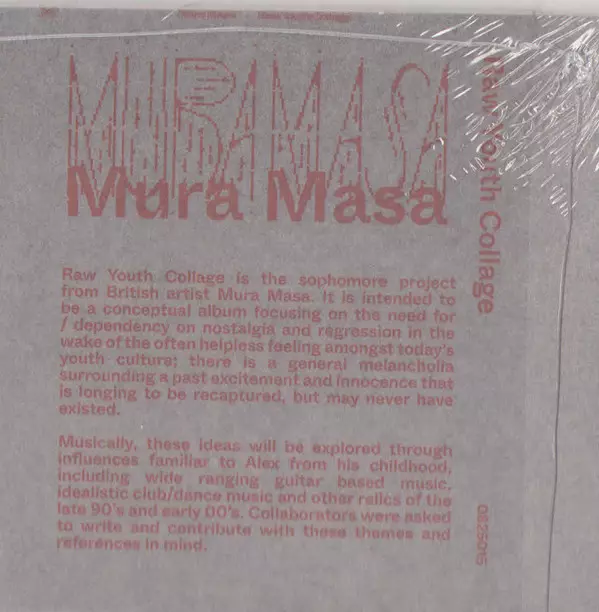 MURA MASA
Mura Masa
Raw Youth Collage
Raw Youth Collage is the sophomore project
from British artist Mura Masa. It is intended to
be a conceptual album focusing on the need for
/ dependency on nostalgia and regression in the
wake of the often helpless feeling amongst today's
youth culture; there is a general melancholia
surrounding a past excitement and innocence that
is longing to be recaptured, but may never have
existed.
Musically, these ideas will be explored through
influences familiar to Alex from his childhood,
including wide ranging guitar based music,
idealistic club/dance music and other relics of the
late 90's and early 00's. Collaborators were asked
to write and contribute with these themes and
references in mind.
0825015